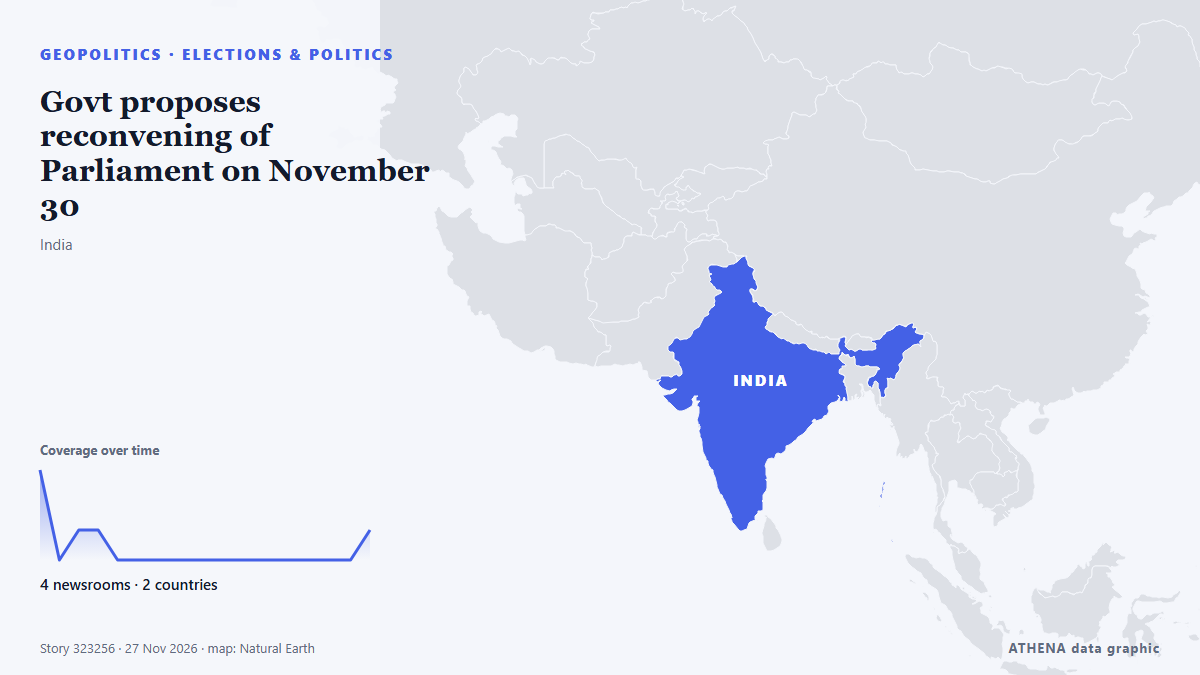 GEOPOLITICS · ELECTIONS & POLITICS
Govt proposes
reconvening of
Parliament on November
30
India
INDIA
Coverage over time
4 newsrooms · 2 countries
Story 323256 · 27 Nov 2026 · map: Natural Earth
ATHENA data graphic